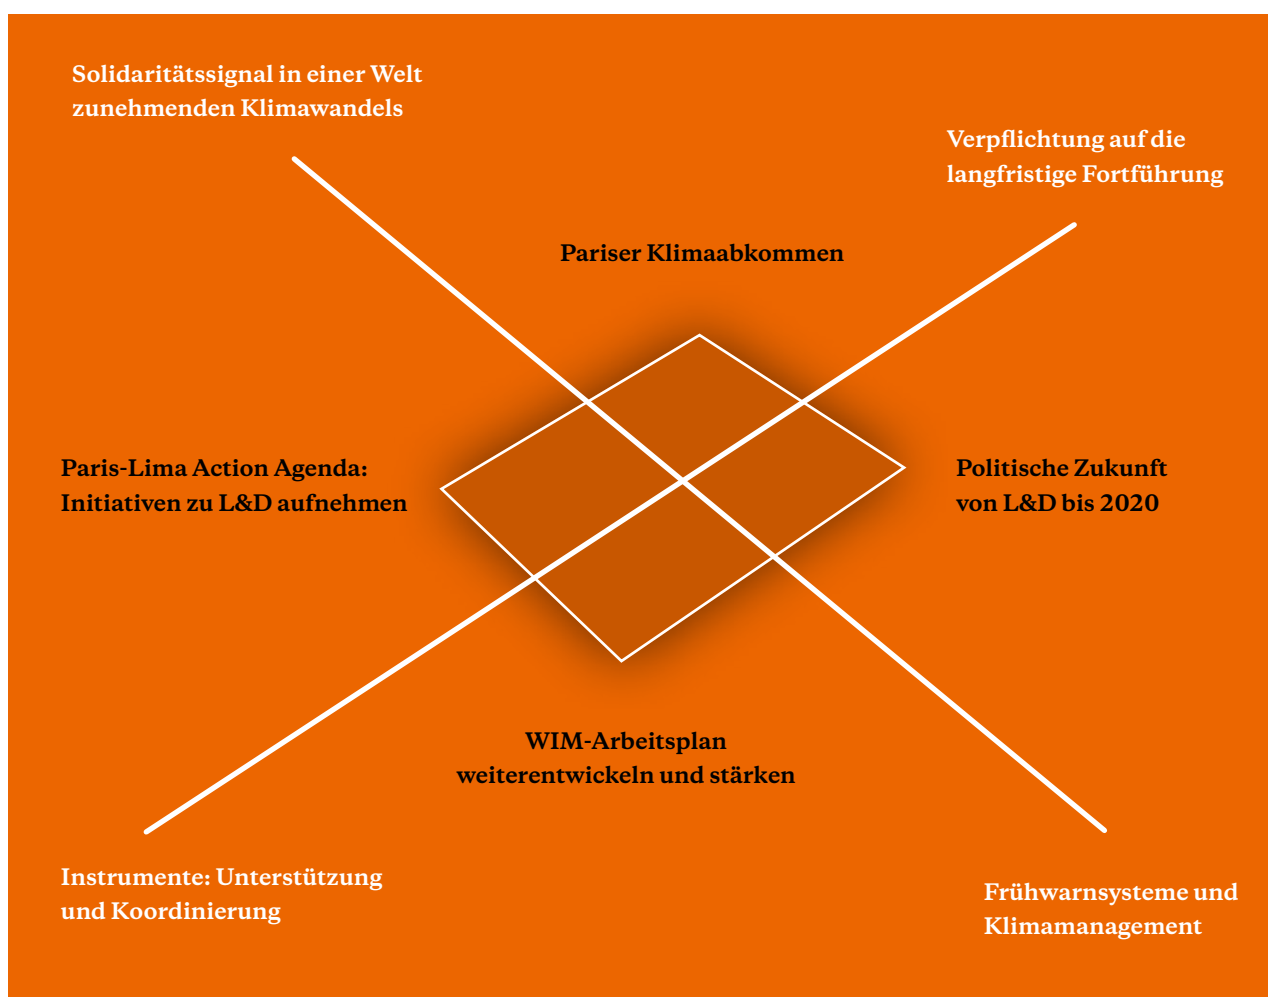 Solidaritätssignal in einer Welt
zunehmenden Klimawandels
Verpflichtung auf die
langfristige Fortführung
Pariser Klimaabkommen
Paris-Lima Action Agenda:
Initiativen zu L&D aufnehmen
Politische Zukunft
von L&D bis 2020
WIM-Arbeitsplan
weiterentwickeln und stärken
Instrumente: Unterstützung
und Koordinierung
Frühwarnsysteme und
Klimamanagement